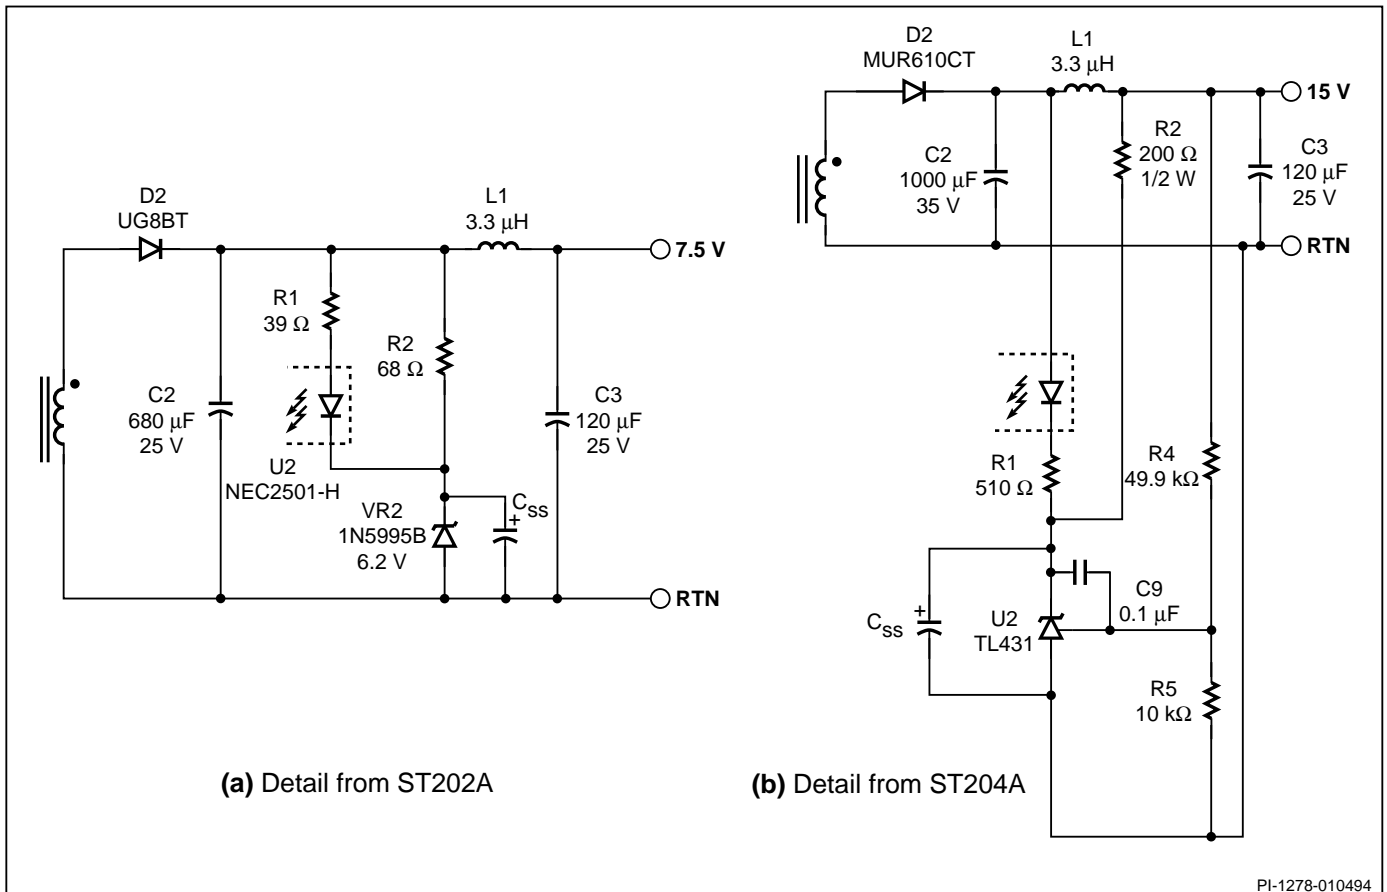 D2
UG8BT
L1
3.3 μH
7.5 V
R1
39 Ω
R2
68 Ω
C2
680 μF
25 V
C3
120 μF
25 V
U2
NEC2501-H
CSS
+
VR2
1N5995B
6.2 V
RTN
(a) Detail from ST202A
D2
MUR610CT
L1
3.3 μH
15 V
R2
200 Ω
1/2 W
C2
1000 μF
35 V
C3
120 μF
25 V
RTN
R1
510 Ω
R4
49.9 kΩ
C9
0.1 μF
+
CSS
U2
TL431
R5
10 kΩ
(b) Detail from ST204A
PI-1278-010494